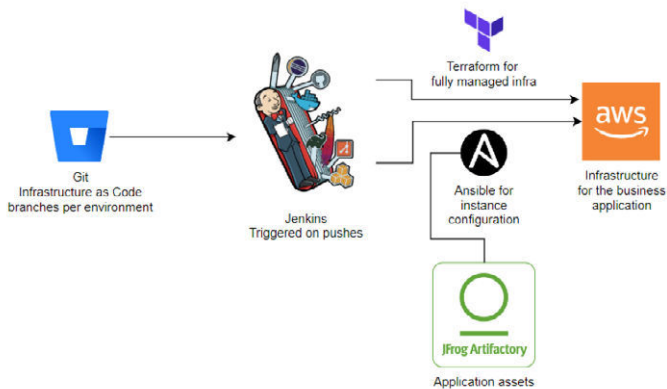 Git
Infrastructure as Code
branches per environment
Jenkins
Triggered on pushes
Terraform for
fully managed infra
Ansible for
instance
configuration
aws
Infrastructure
for the business
application
JFrog Artifactory
Application assets